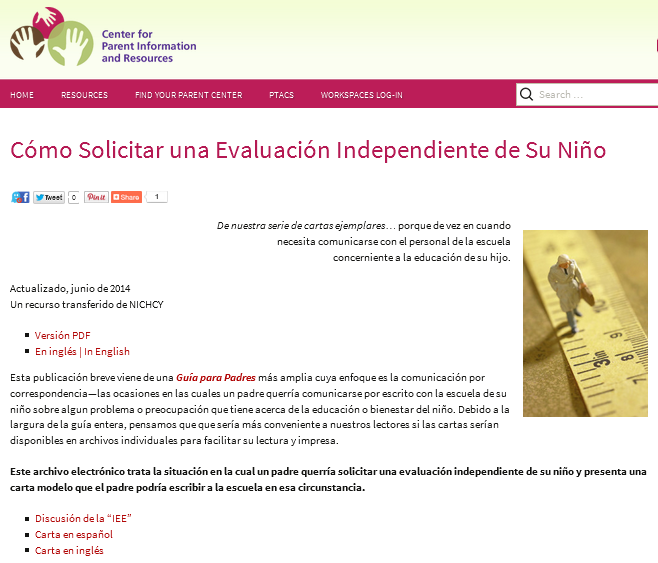 Center for
Parent Information
and Resources
HOME RESOURCES FIND YOUR PARENT CENTER PTACS WORKSPACES LOG-IN
Search …
Cómo Solicitar una Evaluación Independiente de Su Niño
Tweet 0 Pin it Share 1
De nuestra serie de cartas ejemplares… porque de vez en cuando
necesita comunicarse con el personal de la escuela
concerniente a la educación de su hijo.
Actualizado, junio de 2014
Un recurso transferido de NICHCY
Versión PDF
En inglés | In English
Esta publicación breve viene de una Guía para Padres más amplia cuya enfoque es la comunicación por
correspondencia—las ocasiones en las cuales un padre querría comunicarse por escrito con la escuela de su
niño sobre algun problema o preocupación que tiene acerca de la educación o bienestar del niño. Debido a la
largura de la guía entera, pensamos que que sería más conveniente a nuestros lectores si las cartas serían
disponibles en archivos individuales para facilitar su lectura y impresa.
Este archivo electrónico trata la situación en la cual un padre querría solicitar una evaluación independiente de su niño y presenta una
carta modelo que el padre podría escribir a la escuela en esa circunstancia.
Discusión de la “IEE”
Carta en español
Carta en inglés
3in
7
8
9